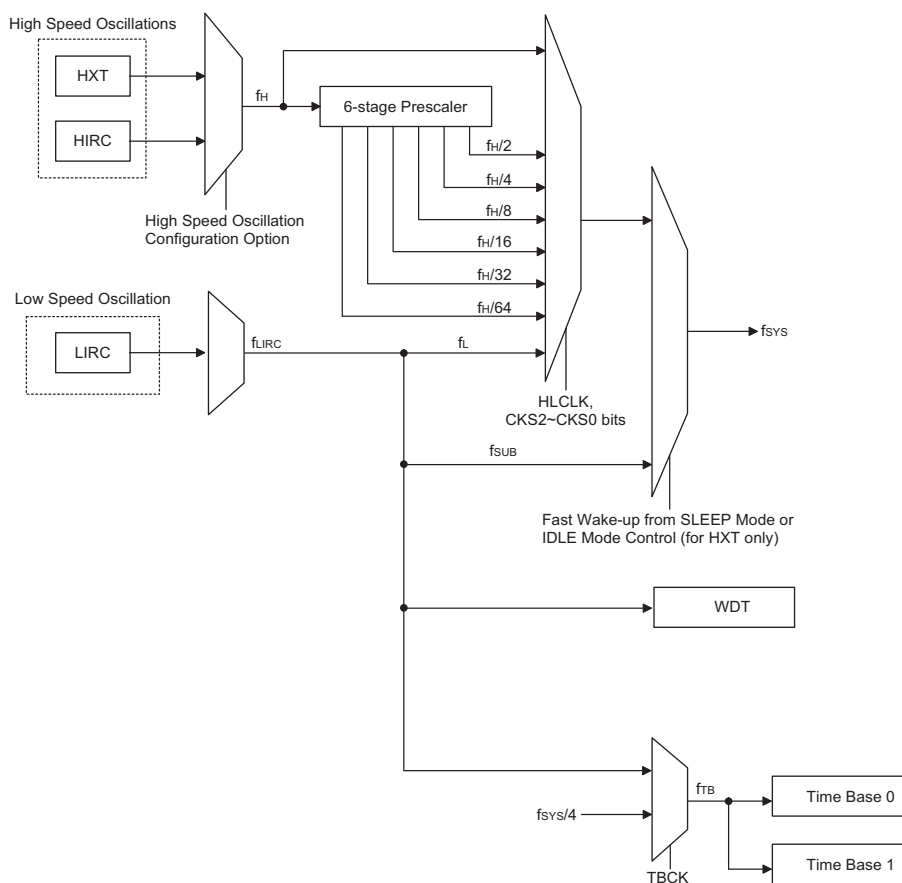 High Speed Oscillations
HXT
HIRC
fH
6-stage Prescaler
fH/2
fH/4
fH/8
fH/16
fH/32
fH/64
High Speed Oscillation
Configuration Option
Low Speed Oscillation
LIRC
fLIRC
fL
fSYS
HLCLK,
CKS2~CKS0 bits
fSUB
Fast Wake-up from SLEEP Mode or
IDLE Mode Control (for HXT only)
WDT
fTB
Time Base 0
fSYS/4
Time Base 1
TBCK